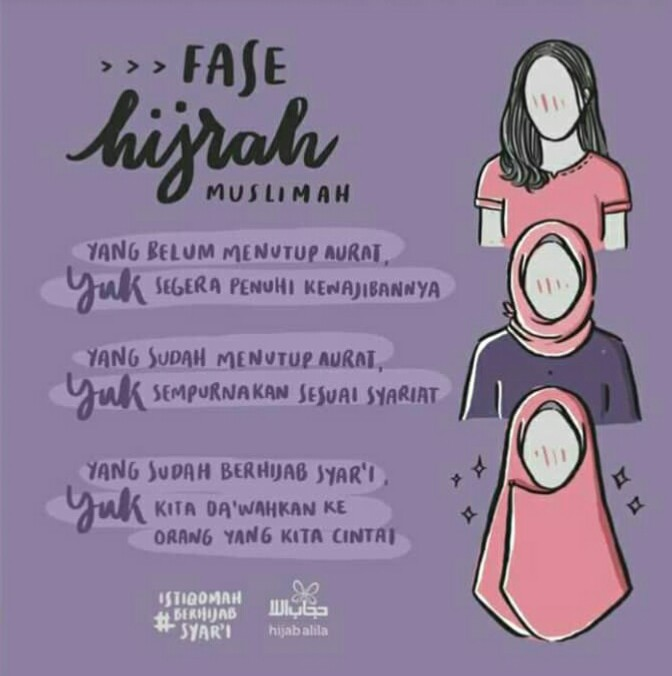 >>> FASE
hijrah
MUSLIMAH
YANG BELUM MENUTUP AURAT,
Yuk SEGERA PENUHI KEWAJIBANNYA
YANG SUDAH MENUTUP AURAT,
Yuk SEMPURNAKAN SESUAI SYARIAT
YANG SUDAH BERHIJAB SYAR'I,
Yuk KITA DA'WAHKAN KE
ORANG YANG KITA CINTAI
ISTIQOMAH
# BERHIJAB
SYAR'I
حجاب اللا
hijab alila